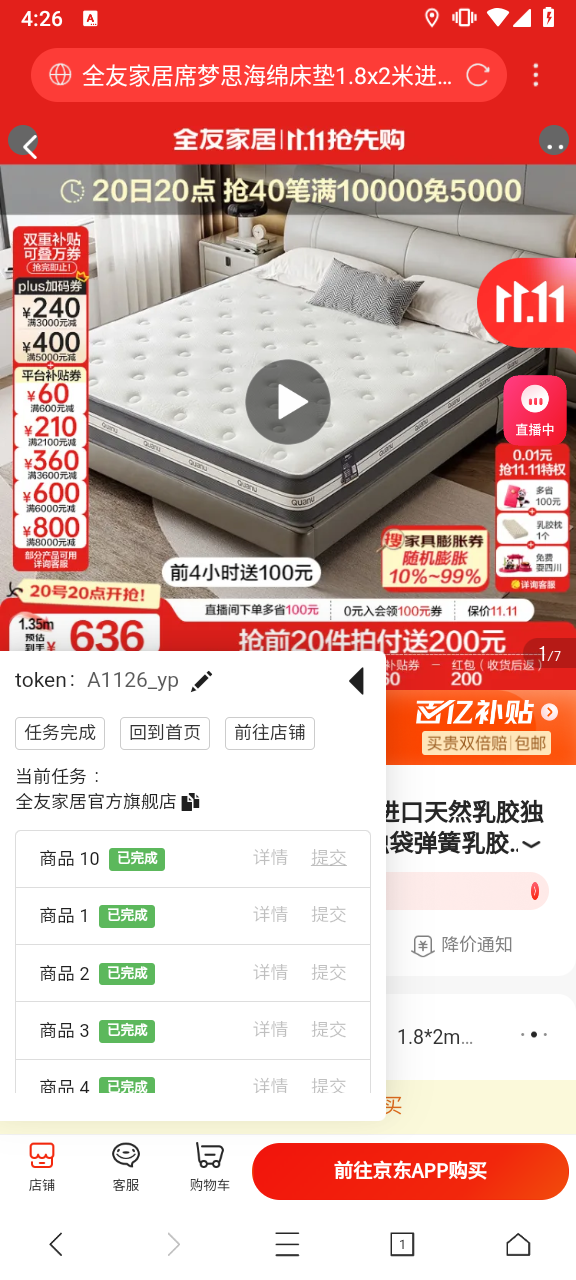 4:26
全友家居席梦思海绵床垫1.8x2米进...
全友家居|11.11抢先购
20日20点 抢40笔满10000免5000
双重补贴
可叠万券
抢完即止!
plus加码券
¥240
满3000元减
¥400
满5000元减
平台补贴券
¥60
满600元减
¥210
满2100元减
¥360
满3600元减
¥600
满6000元减
¥800
满8000元减
部分产品可用
详询客服
11.11
直播中
0.01元
抢11.11特权
多省
100元
乳胶枕
1个
免费
耍四川
详询客服
Quanu
Quanu
Quanu
Quanu
Quanu
搜 家具膨胀券
随机膨胀
10%~99%
前4小时送100元
20号20点开抢!
直播间下单多省100元
0元入会领100元券
保价11.11
1.35m
预估
到手
¥636
抢前20件拍付送200元
补贴券 — 红包（收货后返）
60 200
1/7
token: A1126_yp
任务完成 回到首页 前往店铺
当前任务：
全友家居官方旗舰店
商品 10 已完成 详情 提交
商品 1 已完成 详情 提交
商品 2 已完成 详情 提交
商品 3 已完成 详情 提交
商品 4 已完成 详情 提交
百亿补贴
买贵双倍赔 | 包邮
进口天然乳胶独
袋弹簧乳胶..
降价通知
1.8*2m...
买
店铺 客服 购物车 前往京东APP购买
1